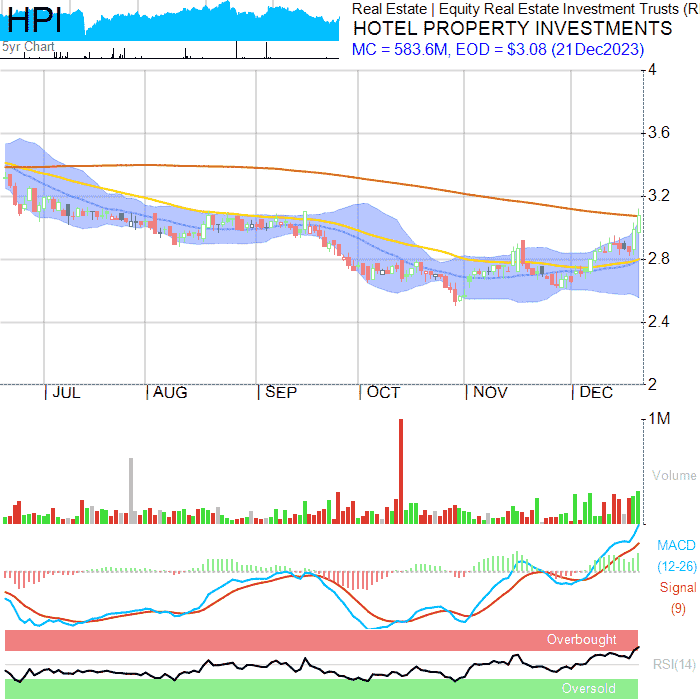 HPI
5yr Chart
Real Estate | Equity Real Estate Investment Trusts (R
HOTEL PROPERTY INVESTMENTS
MC = 583.6M, EOD = $3.08 (21Dec2023)
4
3.6
3.2
2.8
2.4
2
JUL AUG SEP OCT NOV DEC
1M
Volume
MACD
(12-26)
Signal
(9)
Overbought
RSI(14)
Oversold